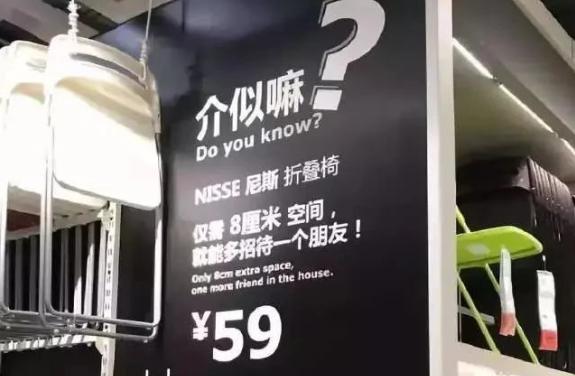 介似嘛?
Do you know?
NISSE 尼斯 折叠椅
仅需 8厘米 空间，
就能多招待一个朋友！
Only 8cm extra space,
one more friend in the house.
¥59